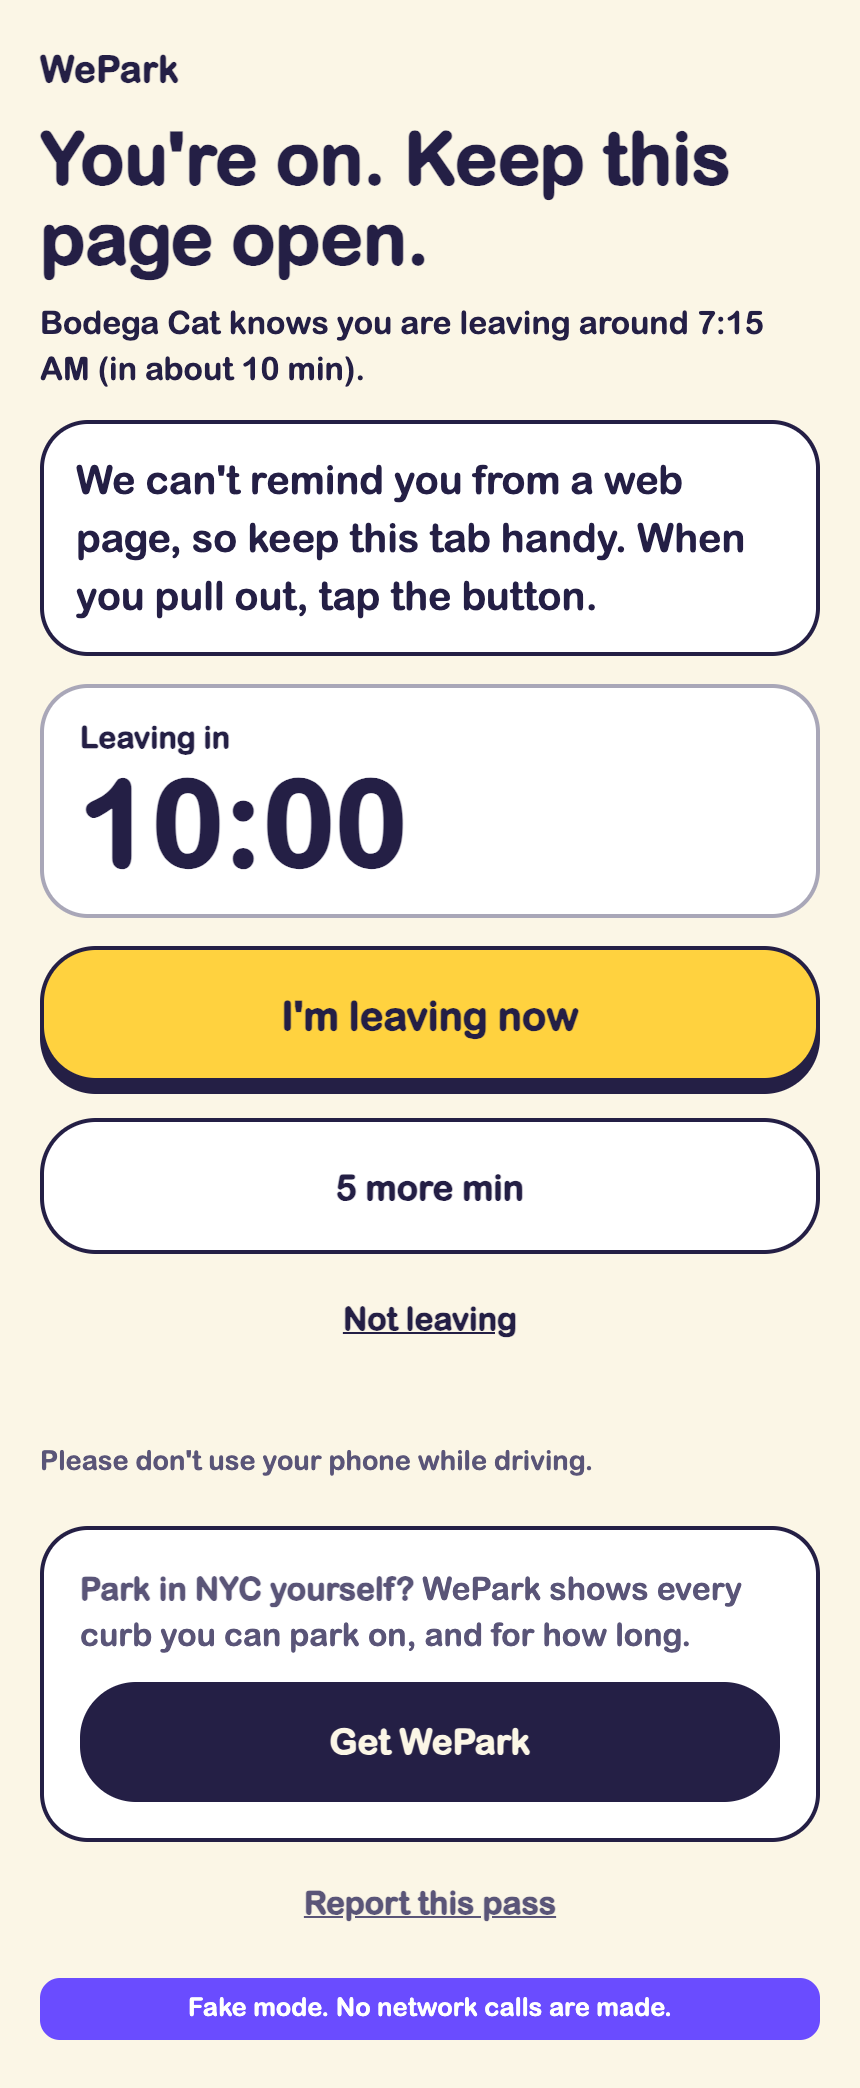 WePark
You're on. Keep this
page open.
Bodega Cat knows you are leaving around 7:15
AM (in about 10 min).
We can't remind you from a web
page, so keep this tab handy. When
you pull out, tap the button.
Leaving in
10:00
I'm leaving now
5 more min
Not leaving
Please don't use your phone while driving.
Park in NYC yourself? WePark shows every
curb you can park on, and for how long.
Get WePark
Report this pass
Fake mode. No network calls are made.